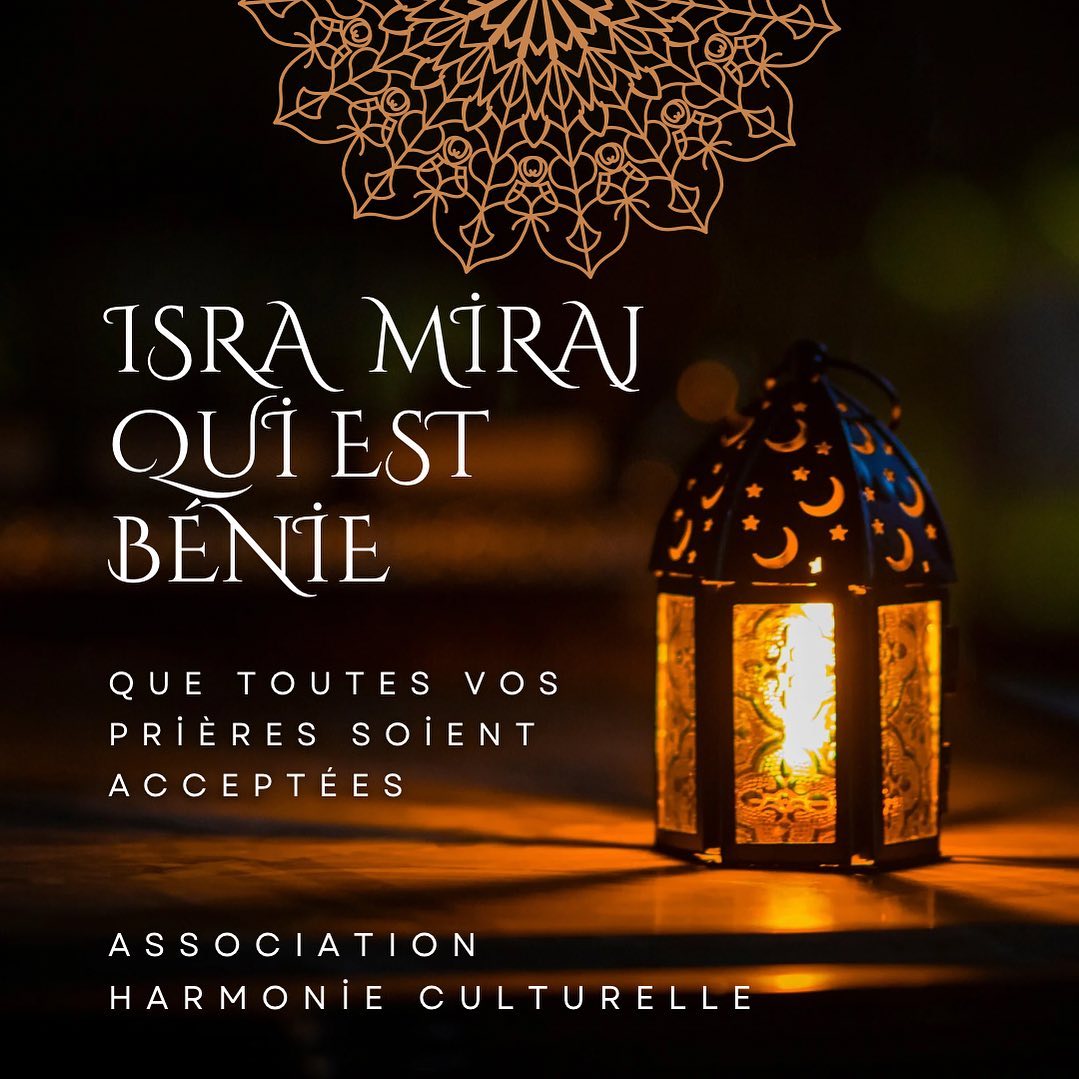 ISRA MİRAJ
QUİ EST
BÉNİE
QUE TOUTES VOS
PRİÈRES SOİENT
ACCEPTÉES
ASSOCIATION
HARMONİE CULTURELLE